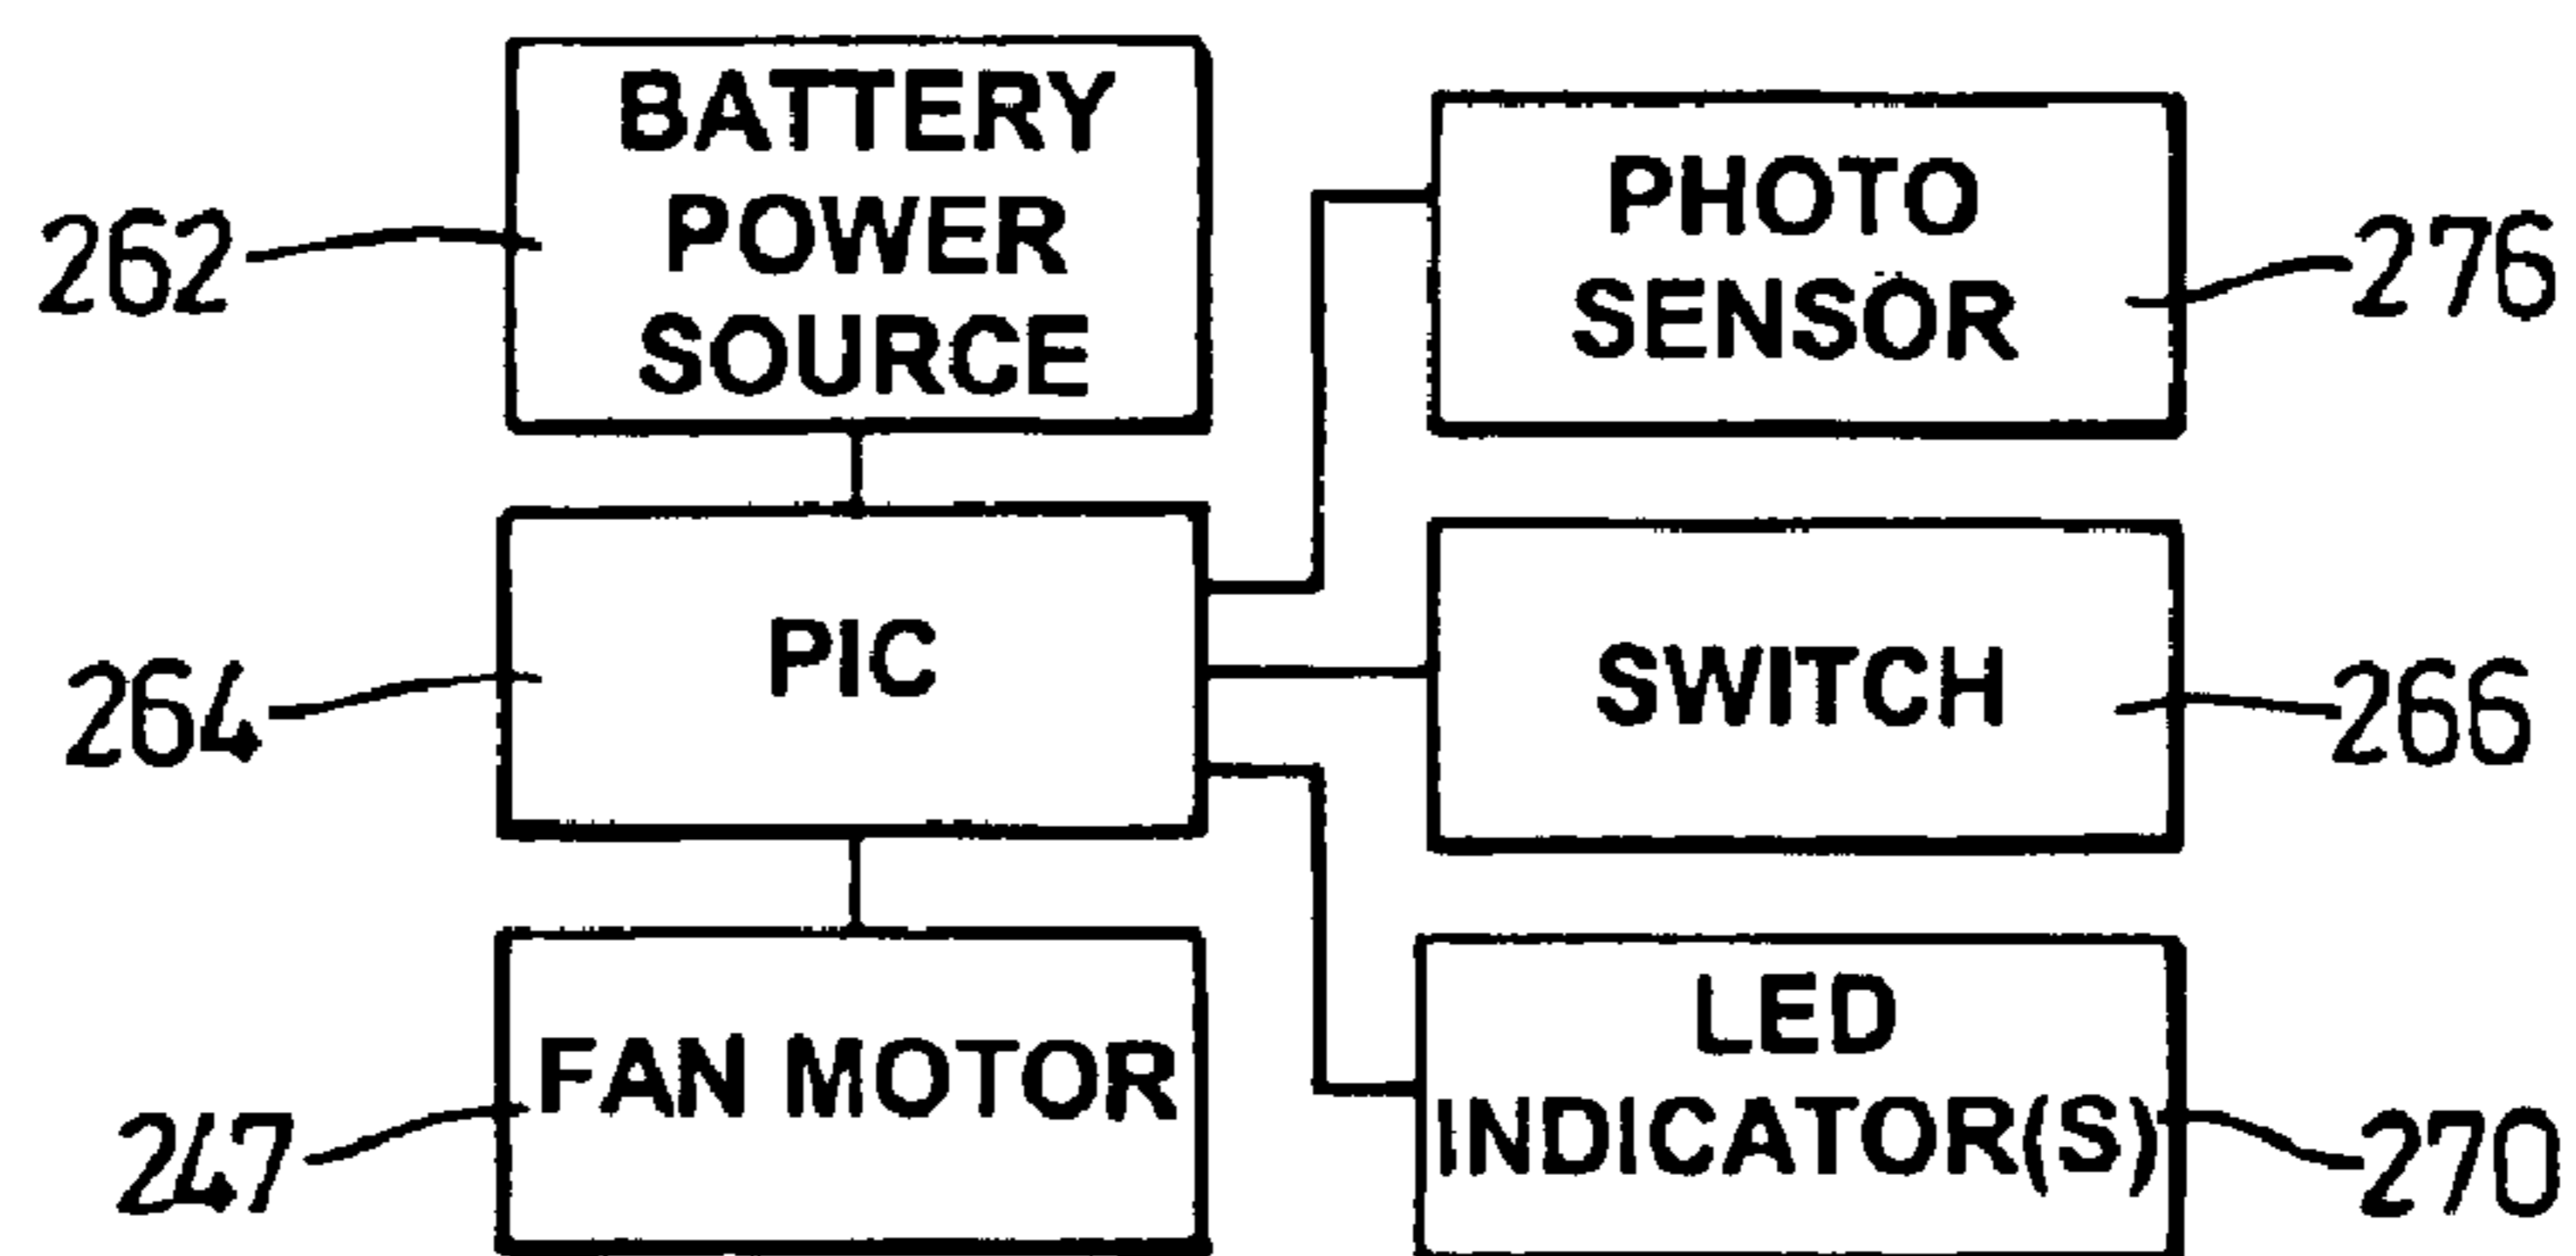 BATTERY
POWER
SOURCE
262
PHOTO
SENSOR
276
PIC
264
SWITCH
266
FAN MOTOR
247
LED
INDICATOR(S)
270